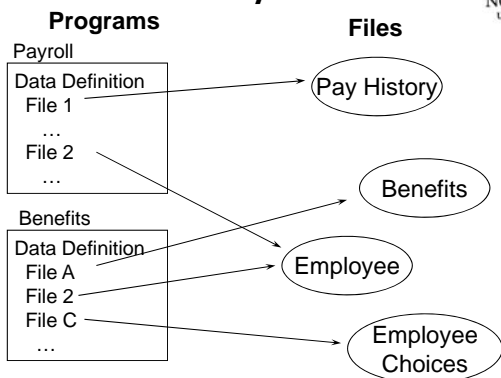 Programs
Files
Payroll
Data Definition
File 1
…
File 2
…
Benefits
Data Definition
File A
File 2
File C
…
Pay History
Benefits
Employee
Employee
Choices